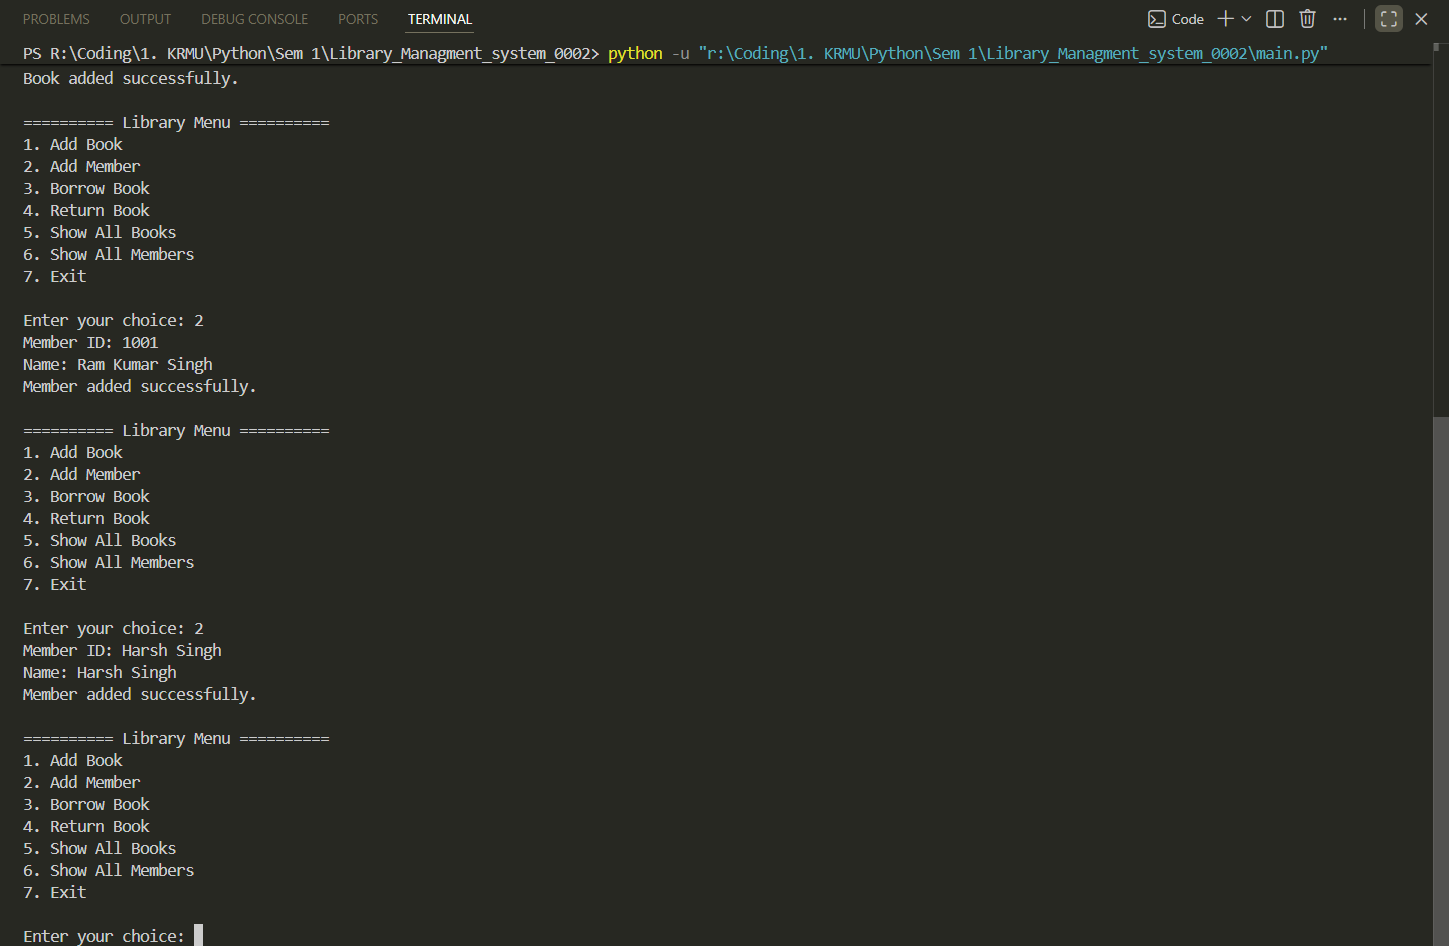 PROBLEMS OUTPUT DEBUG CONSOLE PORTS TERMINAL Code
PS R:\Coding\1. KRMU\Python\Sem 1\Library_Managment_system_0002> python -u "r:\Coding\1. KRMU\Python\Sem 1\Library_Managment_system_0002\main.py"
Book added successfully.
========== Library Menu ==========
1. Add Book
2. Add Member
3. Borrow Book
4. Return Book
5. Show All Books
6. Show All Members
7. Exit
Enter your choice: 2
Member ID: 1001
Name: Ram Kumar Singh
Member added successfully.
========== Library Menu ==========
1. Add Book
2. Add Member
3. Borrow Book
4. Return Book
5. Show All Books
6. Show All Members
7. Exit
Enter your choice: 2
Member ID: Harsh Singh
Name: Harsh Singh
Member added successfully.
========== Library Menu ==========
1. Add Book
2. Add Member
3. Borrow Book
4. Return Book
5. Show All Books
6. Show All Members
7. Exit
Enter your choice: